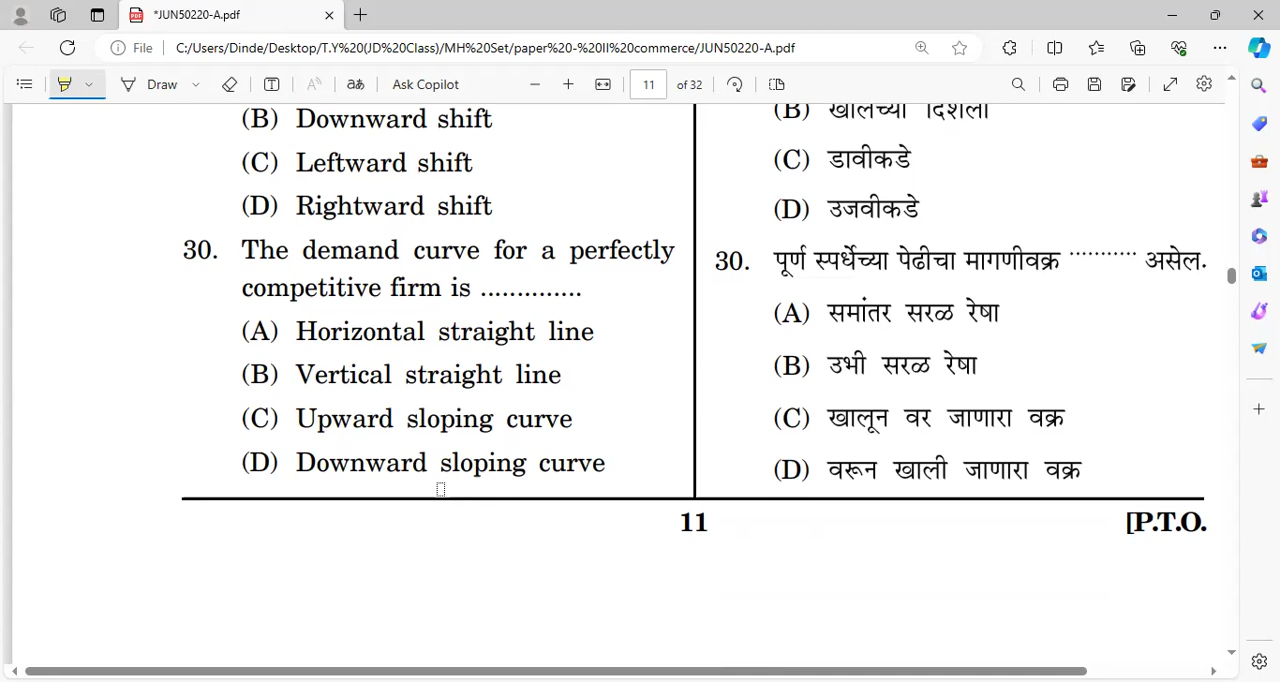 *JUN50220-A.pdf
File C:/Users/Dinde/Desktop/T.Y%20(JD%20Class)/MH%20Set/paper%20-%20II%20commerce/JUN50220-A.pdf
Draw Ask Copilot 11 of 32
(B) Downward shift
(C) Leftward shift
(D) Rightward shift
30. The demand curve for a perfectly
competitive firm is ..............
(A) Horizontal straight line
(B) Vertical straight line
(C) Upward sloping curve
(D) Downward sloping curve
(B) खालच्या दिशेला
(C) डावीकडे
(D) उजवीकडे
30. पूर्ण स्पर्धेच्या पेढीचा मागणीवक्र ........... असेल.
(A) समांतर सरळ रेषा
(B) उभी सरळ रेषा
(C) खालून वर जाणारा वक्र
(D) वरून खाली जाणारा वक्र
11
[P.T.O.